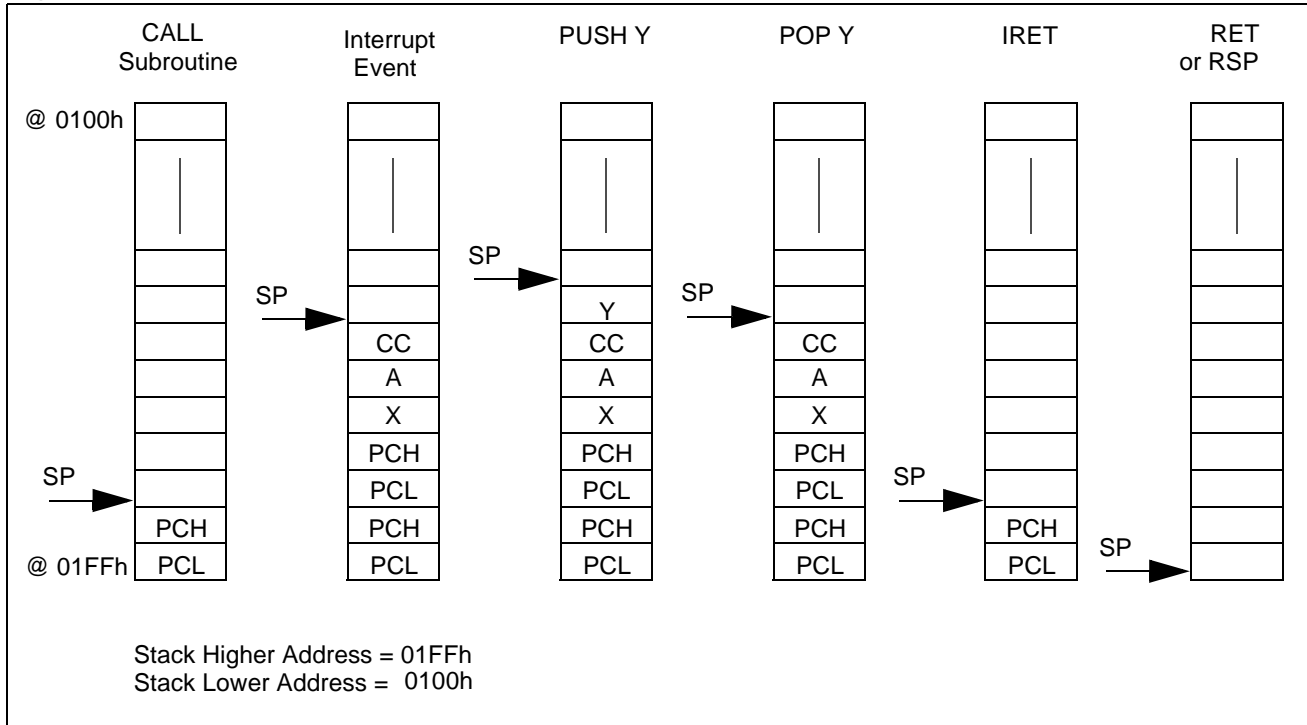 CALL
Subroutine
Interrupt
Event
PUSH Y
POP Y
IRET
RET
or RSP
@ 0100h
SP
SP
SP
Y
CC
CC
CC
A
A
A
X
X
X
PCH
PCH
PCH
SP
SP
PCL
PCL
PCL
PCH
PCH
PCH
PCH
PCH
SP
@ 01FFh
PCL
PCL
PCL
PCL
PCL
Stack Higher Address = 01FFh
Stack Lower Address = 0100h